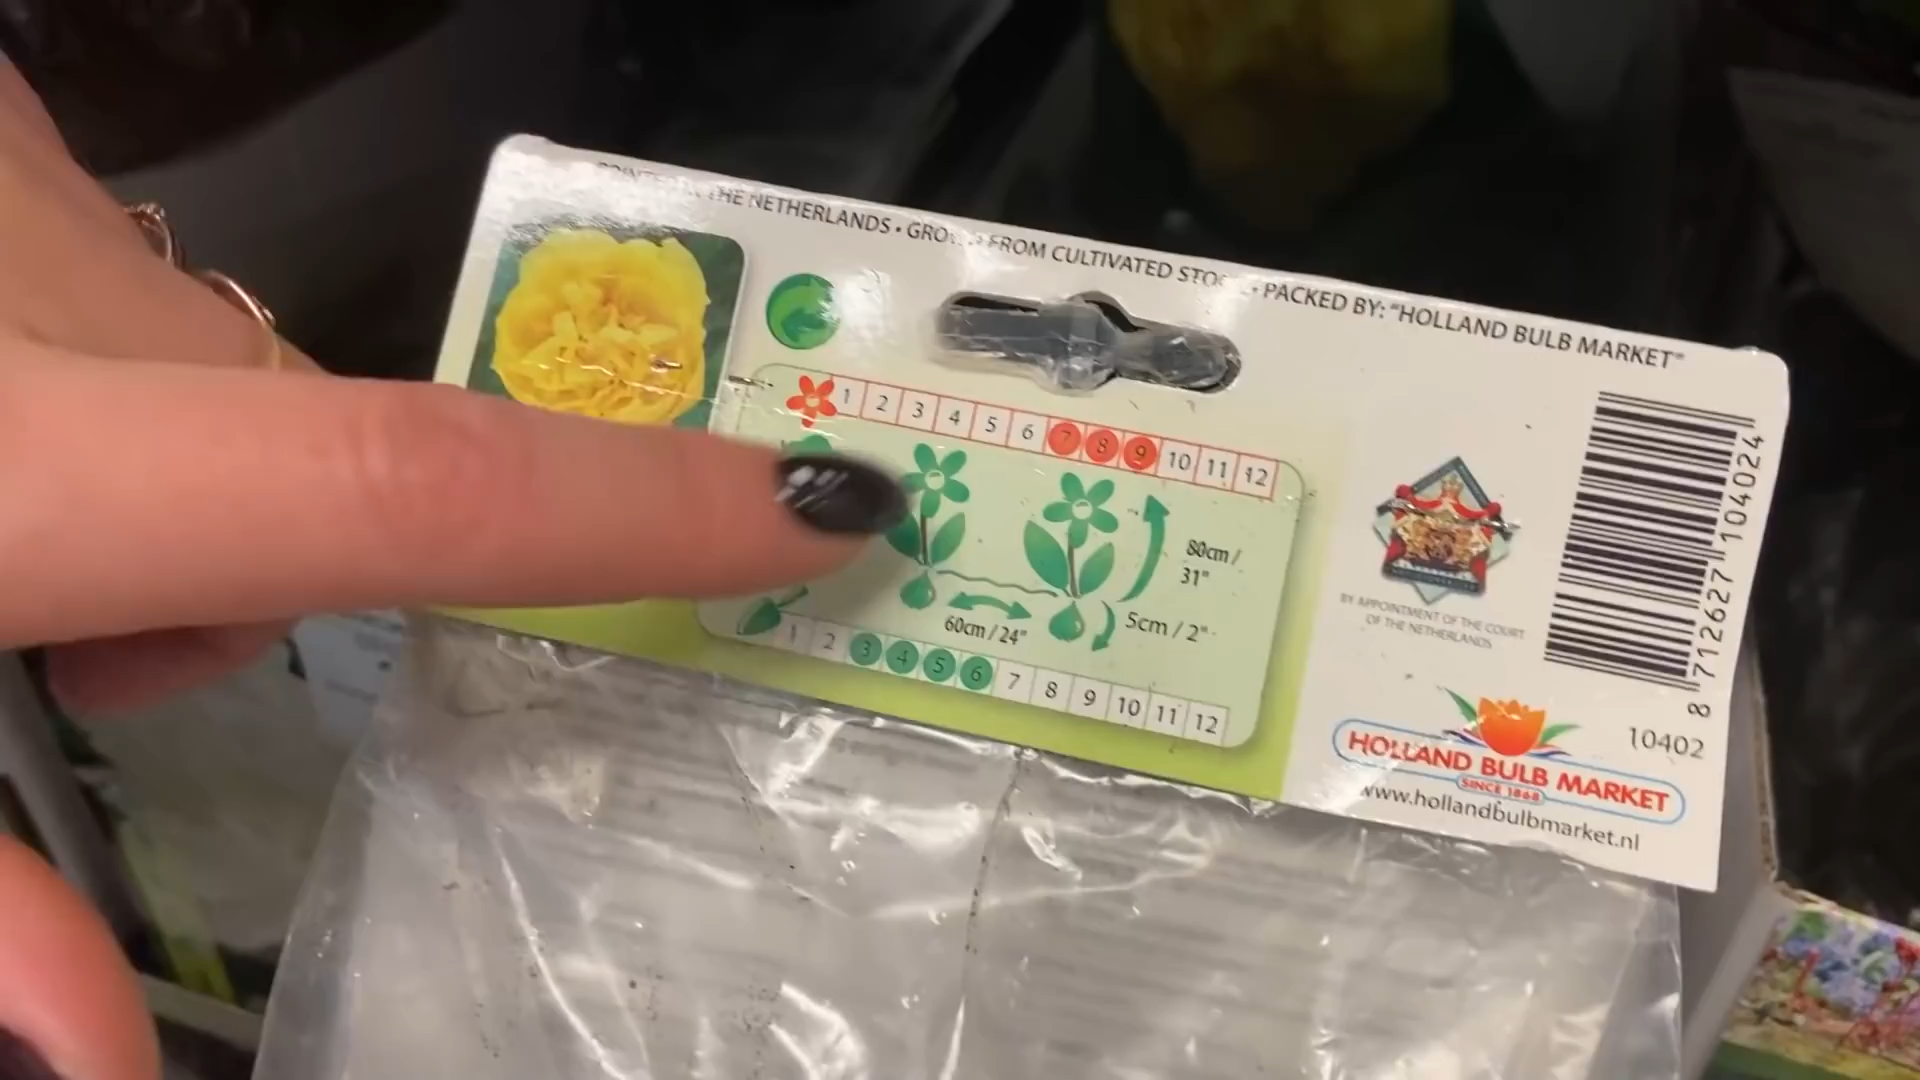 THE NETHERLANDS • FROM CULTIVATED • PACKED BY: "HOLLAND BULB MARKET"
1 2 3 4 5 6 7 8 9 10 11 12
80cm /
31"
5cm / 2"
60cm / 24"
1 2 3 4 5 6 7 8 9 10 11 12
BY APPOINTMENT OF THE COURT
OF THE NETHERLANDS
8 712627 104024
10402
HOLLAND BULB MARKET
SINCE 1868
www.hollandbulbmarket.nl